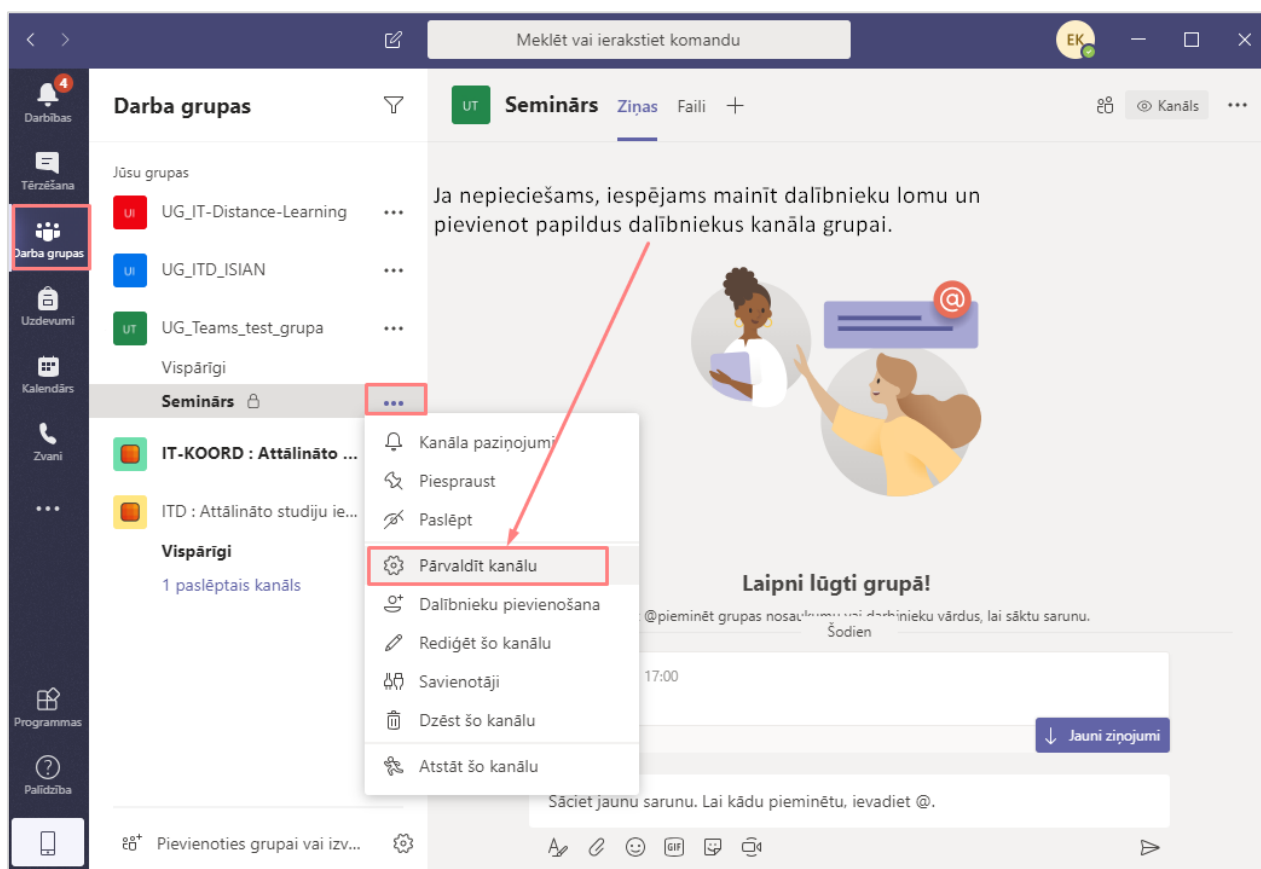 Meklēt vai ierakstiet komandu
EK
4
Darbības
Tērzēšana
Darba grupas
Uzdevumi
Kalendārs
Zvani
Programmas
Palīdzība
Darba grupas
Jūsu grupas
UI UG_IT-Distance-Learning
UI UG_ITD_ISIAN
UT UG_Teams_test_grupa
Vispārīgi
Seminārs
IT-KOORD : Attālināto ...
ITD : Attālināto studiju ie...
Vispārīgi
1 paslēptais kanāls
Pievienoties grupai vai izv...
Kanāla paziņojumi
Piespraust
Paslēpt
Pārvaldīt kanālu
Dalībnieku pievienošana
Rediģēt šo kanālu
Savienotāji
Dzēst šo kanālu
Atstāt šo kanālu
UT Seminārs Ziņas Faili
Kanāls
Ja nepieciešams, iespējams mainīt dalībnieku lomu un
pievienot papildus dalībniekus kanāla grupai.
@
Laipni lūgti grupā!
@pieminēt grupas nosaukumu vai darbinieku vārdus, lai sāktu sarunu.
Šodien
17:00
Jauni ziņojumi
Sāciet jaunu sarunu. Lai kādu pieminētu, ievadiet @.
GIF